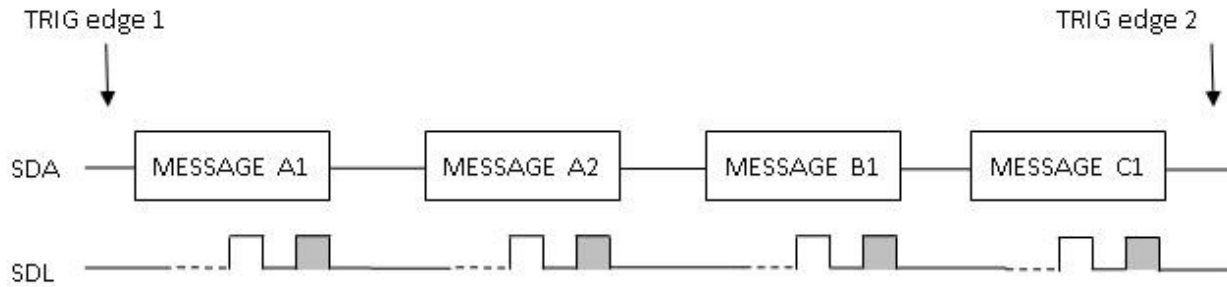 TRIG edge 1
TRIG edge 2
SDA
MESSAGE A1
MESSAGE A2
MESSAGE B1
MESSAGE C1
SDL